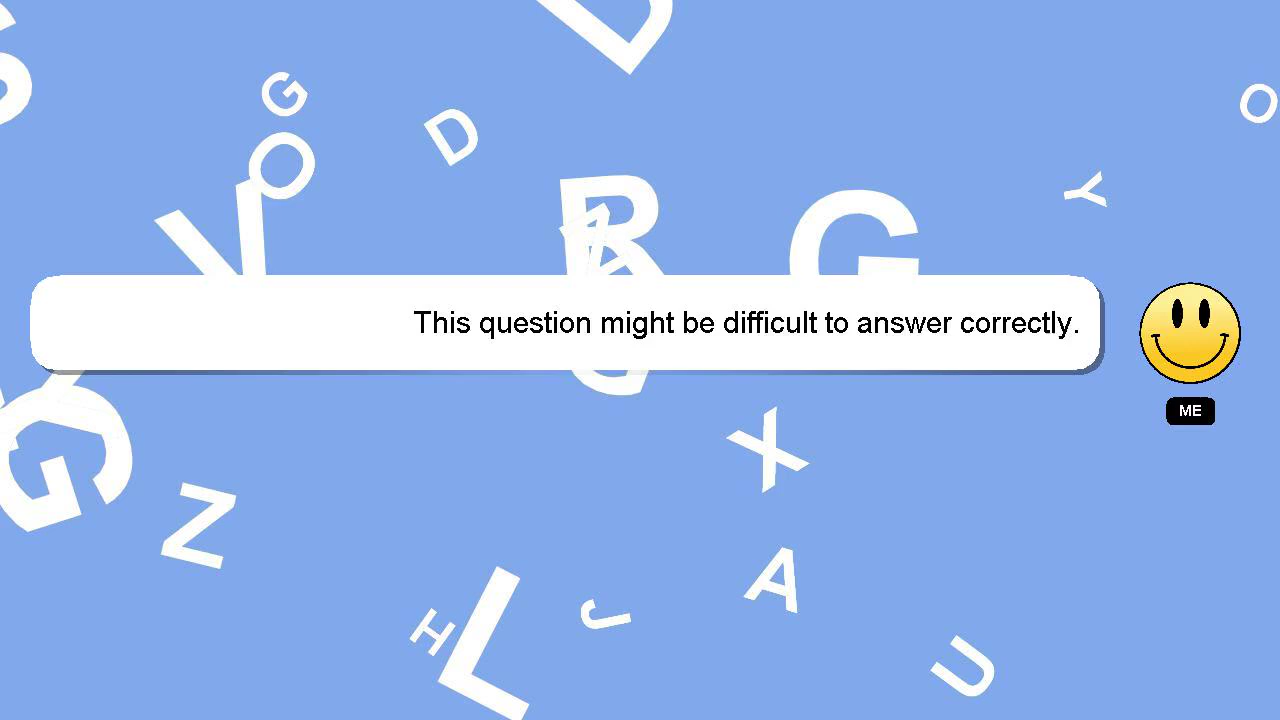 S
G
D
D
O
O
Y
V
R
G
This question might be difficult to answer correctly.
ME
G
X
Z
A
H
L
J
U